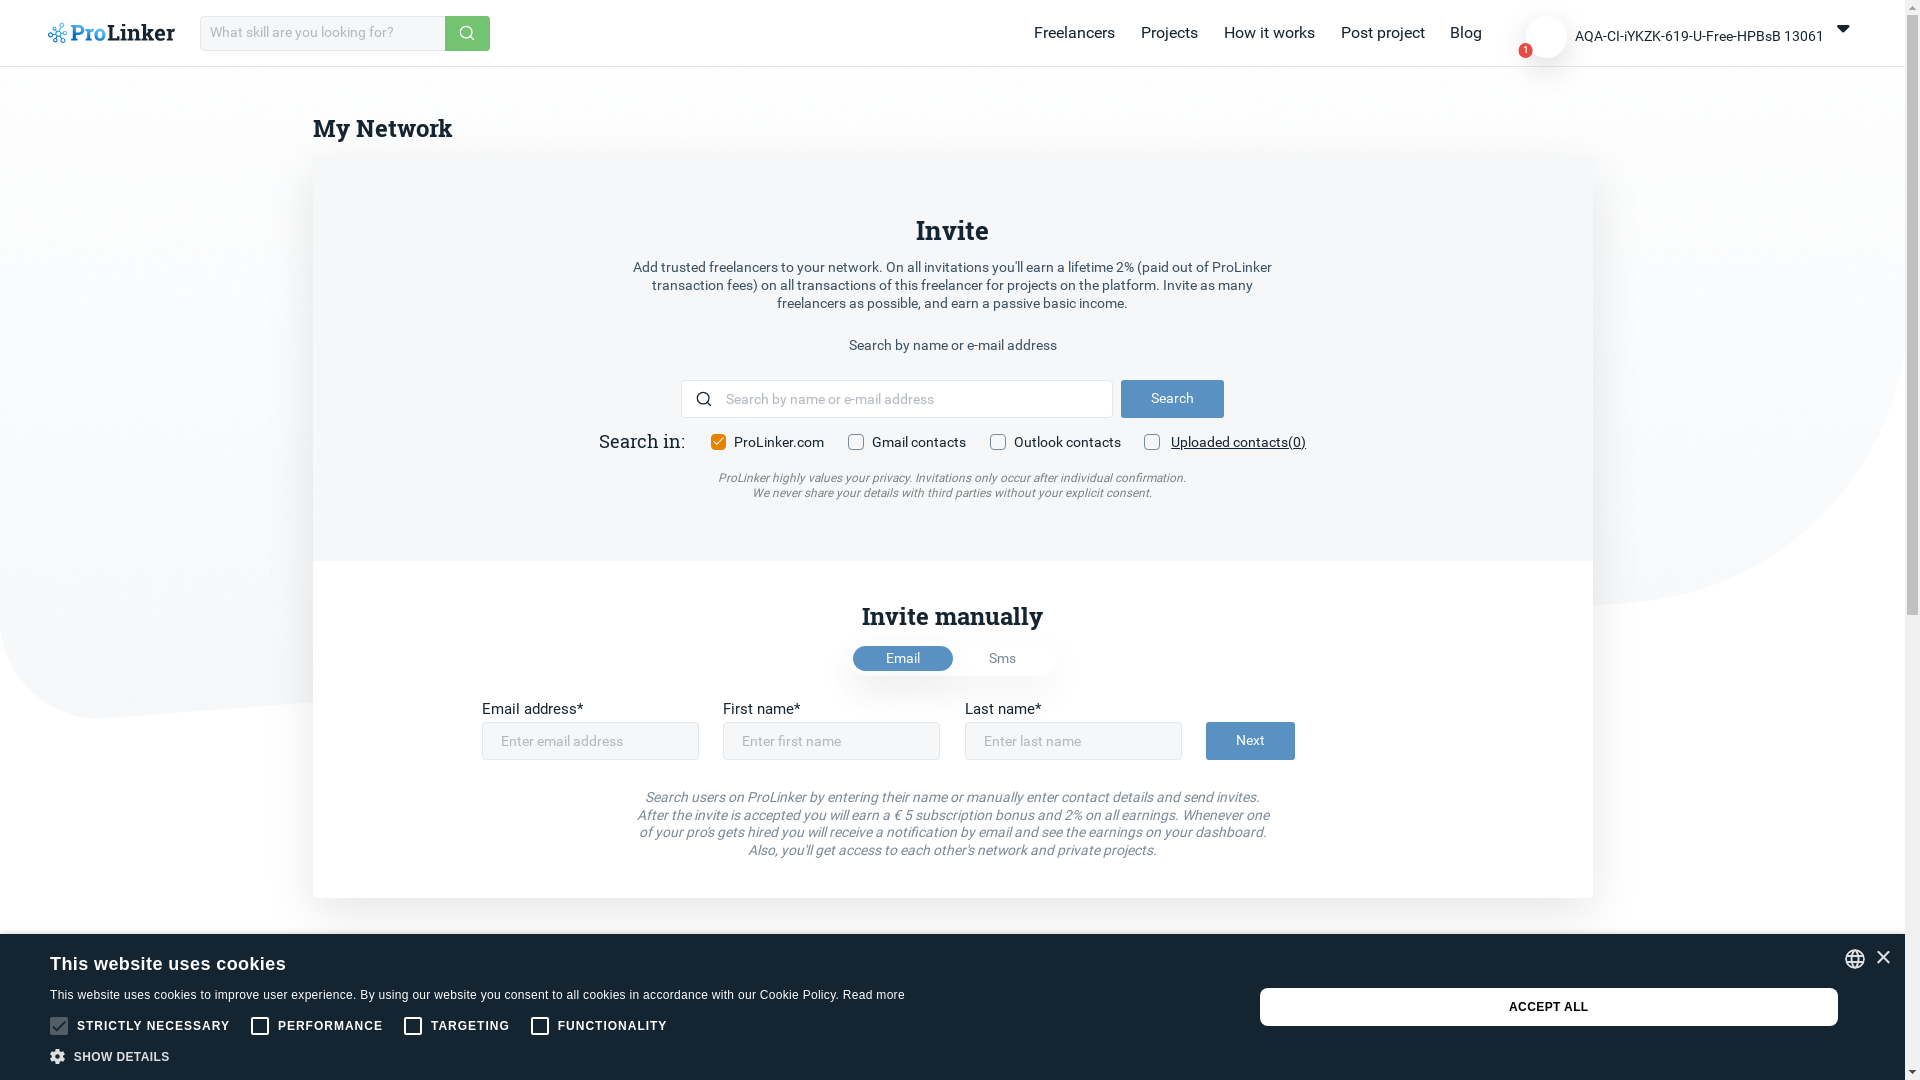 ProLinker
What skill are you looking for?
Freelancers Projects How it works Post project Blog
1
AQA-CI-iYKZK-619-U-Free-HPBsB 13061
My Network
Invite
Add trusted freelancers to your network. On all invitations you'll earn a lifetime 2% (paid out of ProLinker
transaction fees) on all transactions of this freelancer for projects on the platform. Invite as many
freelancers as possible, and earn a passive basic income.
Search by name or e-mail address
Search by name or e-mail address Search
Search in: ProLinker.com Gmail contacts Outlook contacts Uploaded contacts(0)
ProLinker highly values your privacy. Invitations only occur after individual confirmation.
We never share your details with third parties without your explicit consent.
Invite manually
Email Sms
Email address* First name* Last name*
Enter email address Enter first name Enter last name Next
Search users on ProLinker by entering their name or manually enter contact details and send invites.
After the invite is accepted you will earn a € 5 subscription bonus and 2% on all earnings. Whenever one
of your pro's gets hired you will receive a notification by email and see the earnings on your dashboard.
Also, you'll get access to each other's network and private projects.
This website uses cookies
This website uses cookies to improve user experience. By using our website you consent to all cookies in accordance with our Cookie Policy. Read more
STRICTLY NECESSARY PERFORMANCE TARGETING FUNCTIONALITY
SHOW DETAILS
ACCEPT ALL